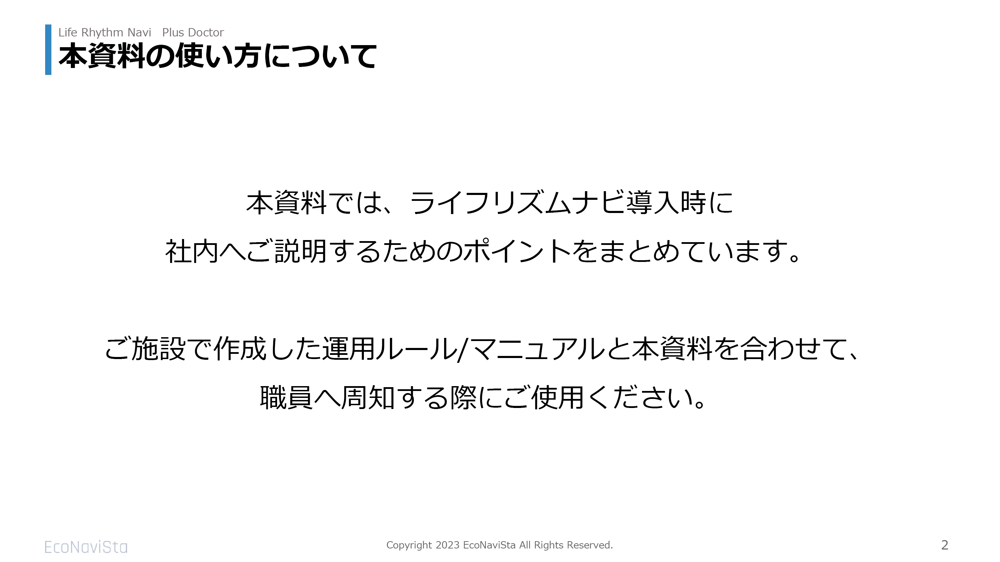 Life Rhythm Navi　Plus Doctor
本資料の使い方について
本資料では、ライフリズムナビ導入時に
社内へご説明するためのポイントをまとめています。
ご施設で作成した運用ルール/マニュアルと本資料を合わせて、
職員へ周知する際にご使用ください。
EcoNaviSta
Copyright 2023 EcoNaviSta All Rights Reserved.
2